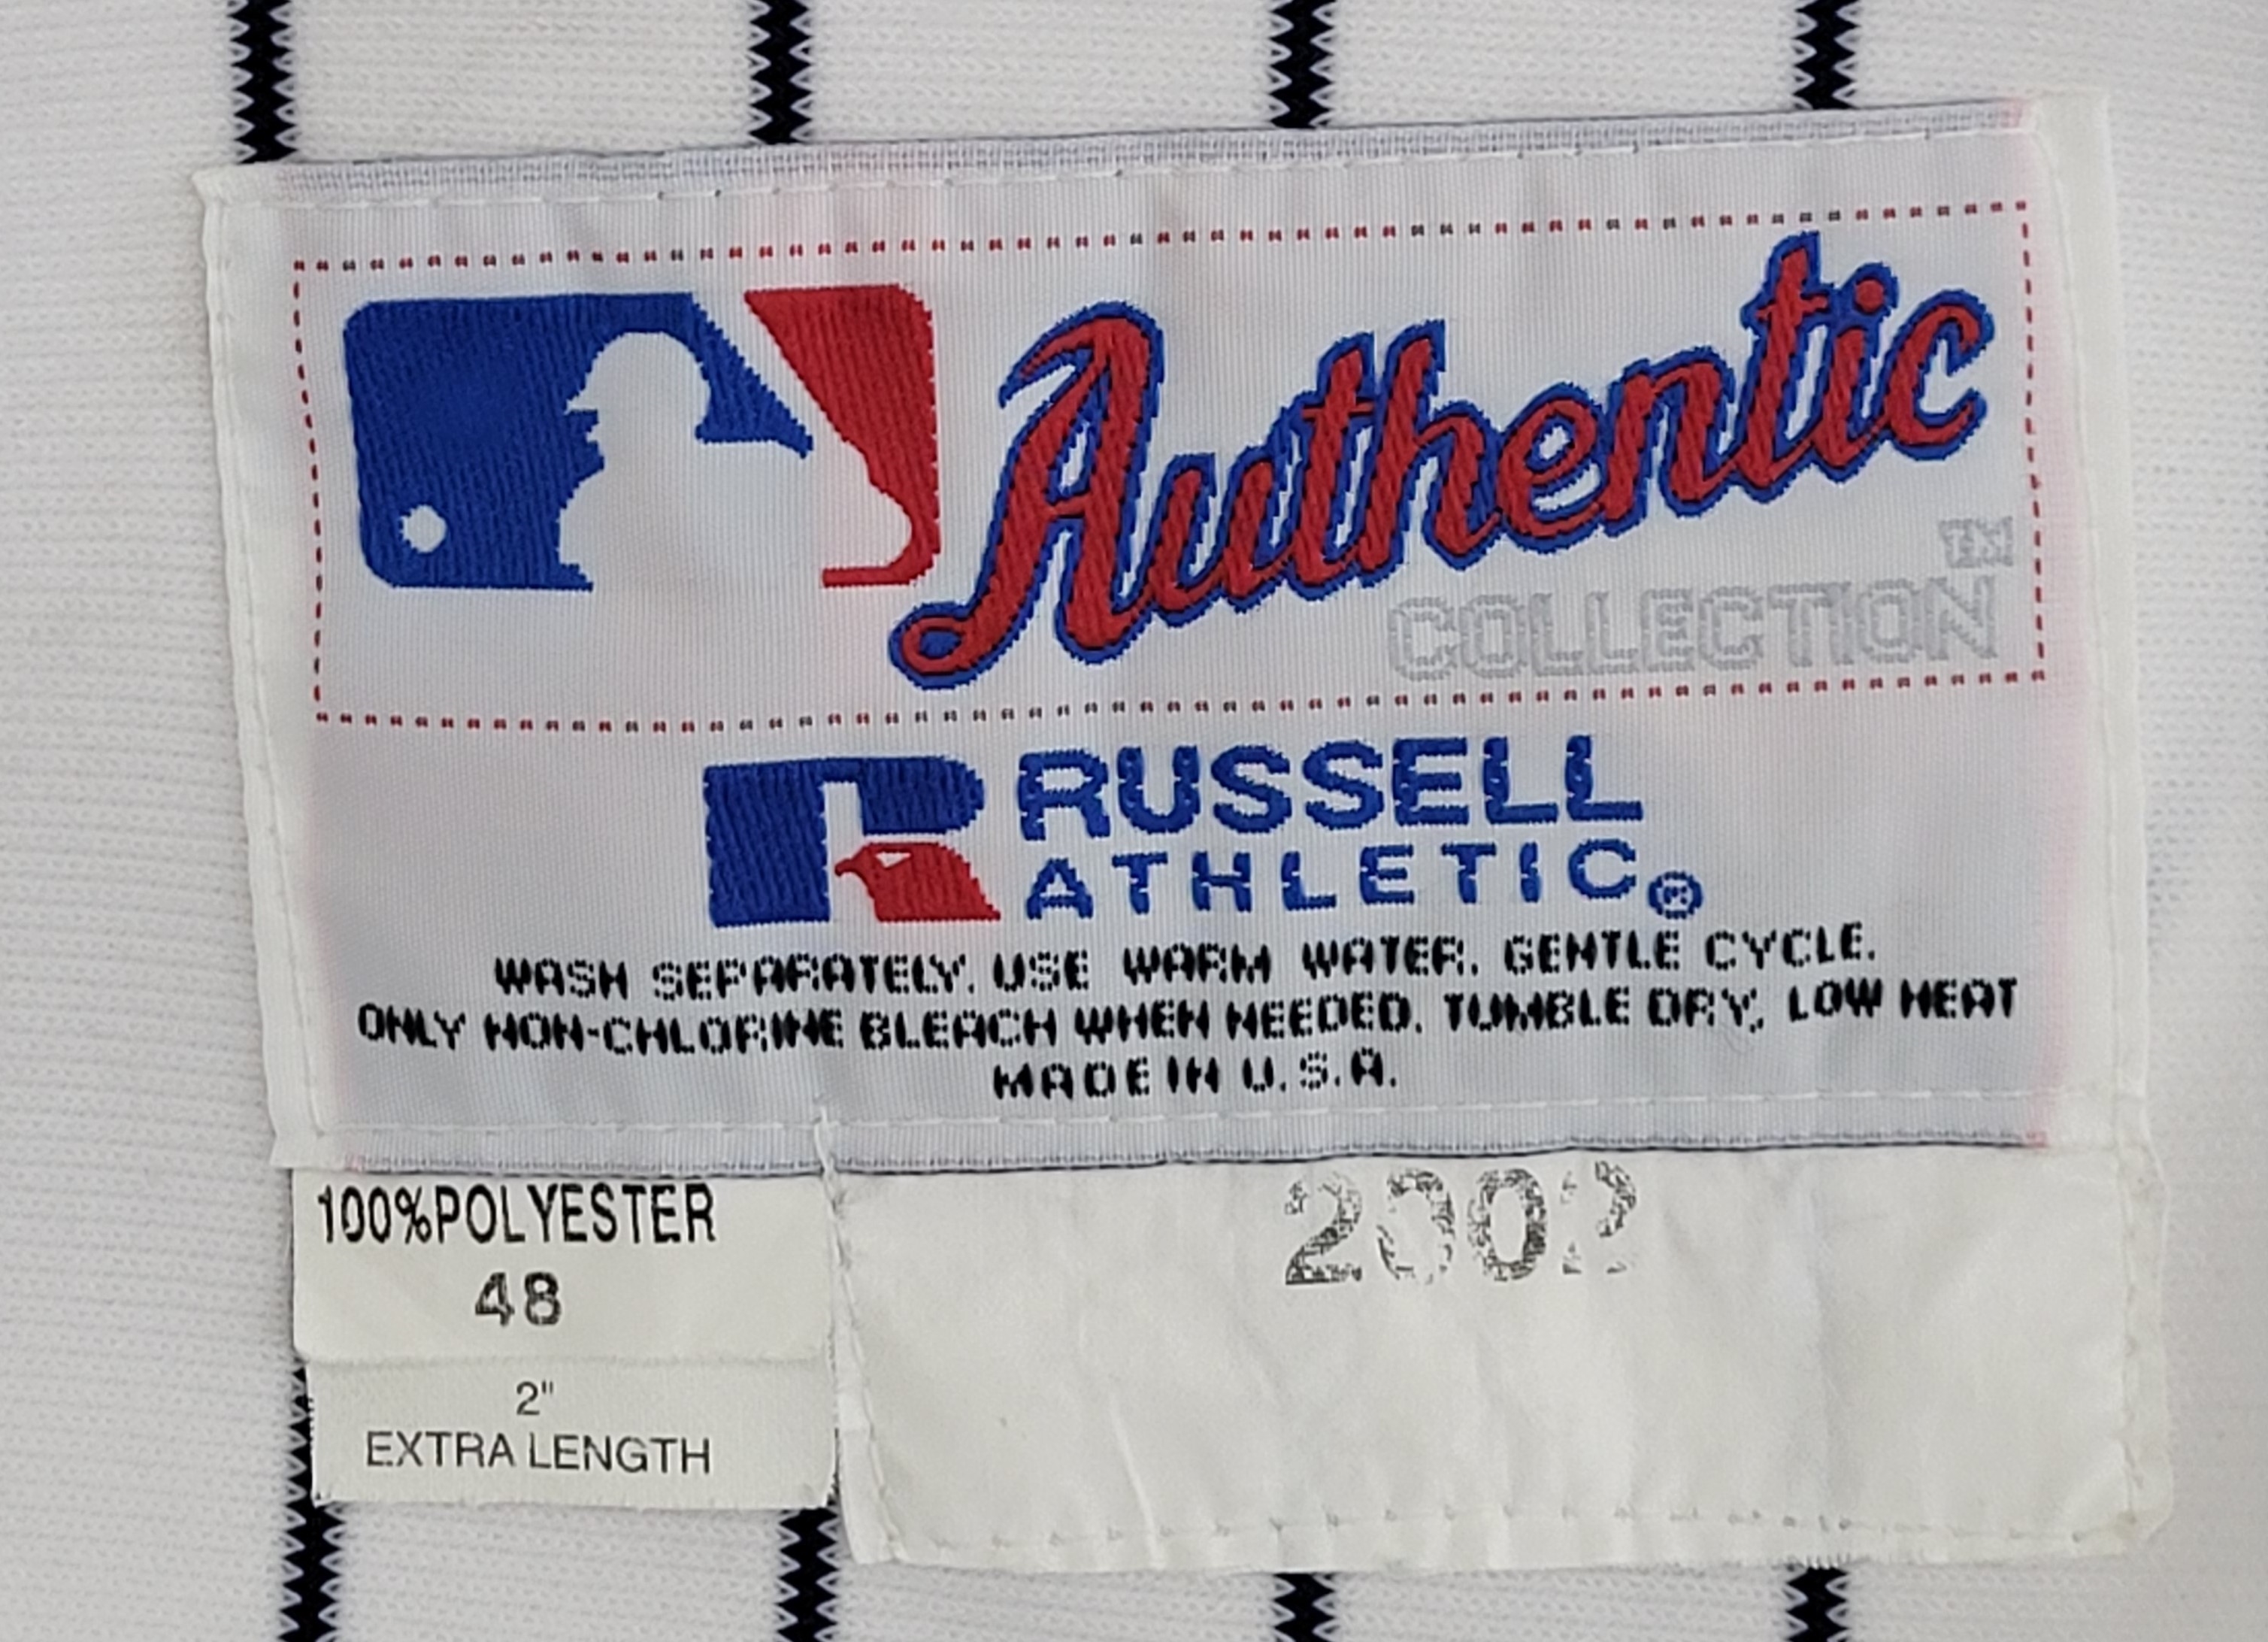 Authentic
TM
COLLECTION
RUSSELL
ATHLETIC®
WASH SEPARATELY. USE WARM WATER. GENTLE CYCLE.
ONLY NON-CHLORINE BLEACH WHEN NEEDED. TUMBLE DRY, LOW HEAT
MADE IN U.S.A.
100%POLYESTER
48
2"
EXTRA LENGTH
2002